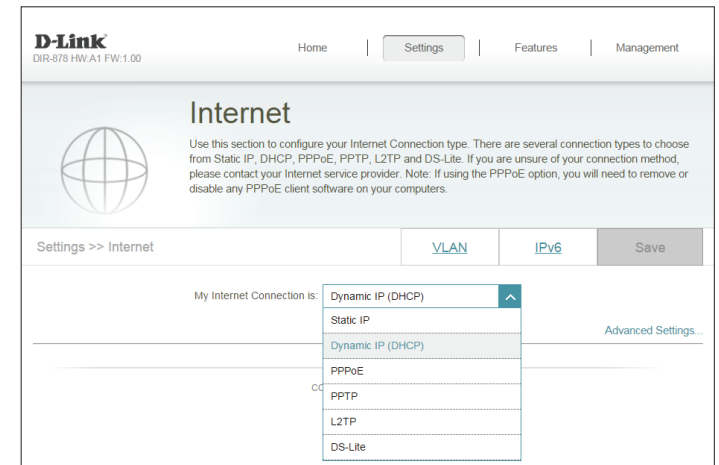 D-Link
DIR-878 HW:A1 FW:1.00
Home
Settings
Features
Management
Internet
Use this section to configure your Internet Connection type. There are several connection types to choose
from Static IP, DHCP, PPPoE, PPTP, L2TP and DS-Lite. If you are unsure of your connection method,
please contact your Internet service provider. Note: If using the PPPoE option, you will need to remove or
disable any PPPoE client software on your computers.
Settings >> Internet
VLAN
IPv6
Save
My Internet Connection is: Dynamic IP (DHCP)
Static IP
Advanced Settings...
Dynamic IP (DHCP)
PPPoE
PPTP
L2TP
DS-Lite